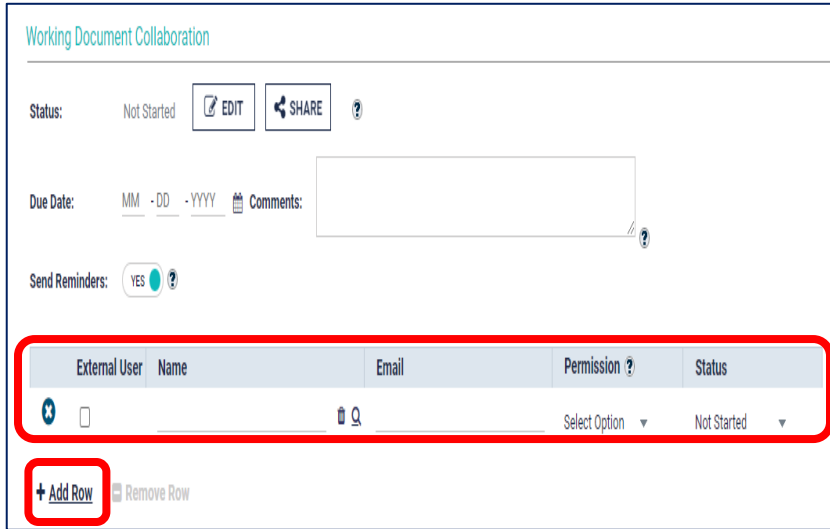 Working Document Collaboration
Status: Not Started EDIT SHARE ?
Due Date: MM - DD - YYYY Comments: ?
Send Reminders: YES ?
External User Name Email Permission ? Status
Select Option Not Started
+ Add Row Remove Row